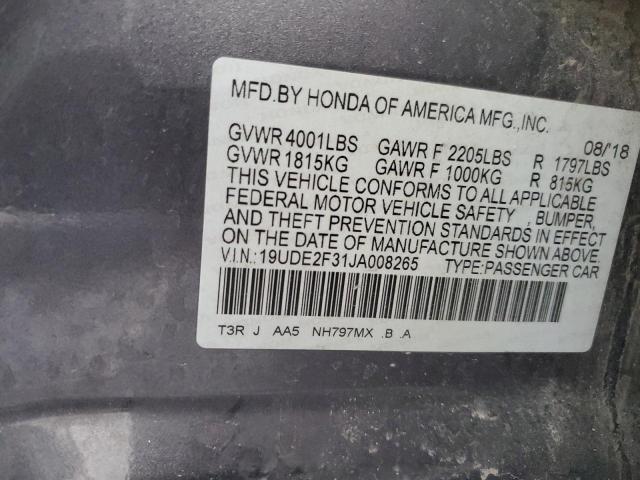 MFD.BY HONDA OF AMERICA MFG.,INC.
08/'18
GVWR 4001LBS GAWR F 2205LBS R 1797LBS
GVWR 1815KG GAWR F 1000KG R 815KG
THIS VEHICLE CONFORMS TO ALL APPLICABLE
FEDERAL MOTOR VEHICLE SAFETY , BUMPER,
AND THEFT PREVENTION STANDARDS IN EFFECT
ON THE DATE OF MANUFACTURE SHOWN ABOVE.
V.I.N.:19UDE2F31JA008265 TYPE:PASSENGER CAR
T3R J AA5 NH797MX .B .A